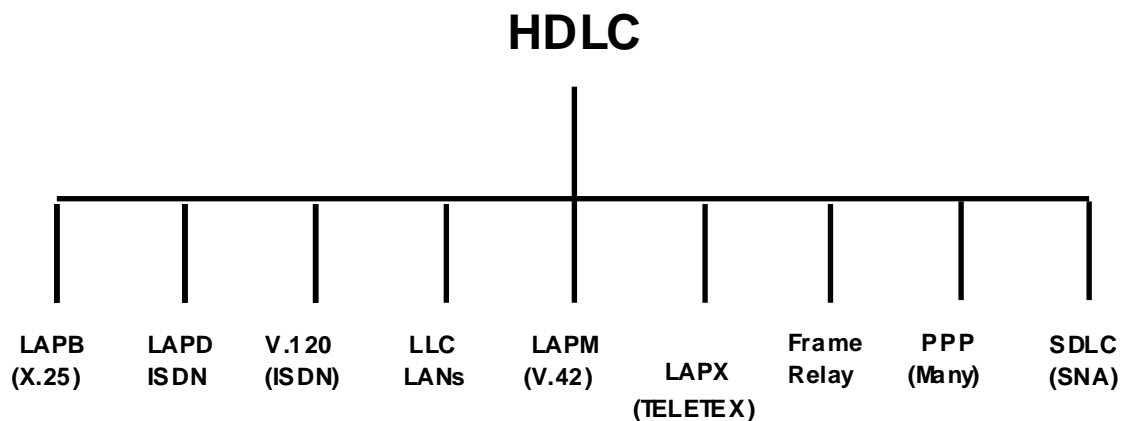 HDLC
LAPB
(X.25)
LAPD
ISDN
V.120
(ISDN)
LLC
LANs
LAPM
(V.42)
LAPX
(TELETEX)
Frame
Relay
PPP
(Many)
SDLC
(SNA)